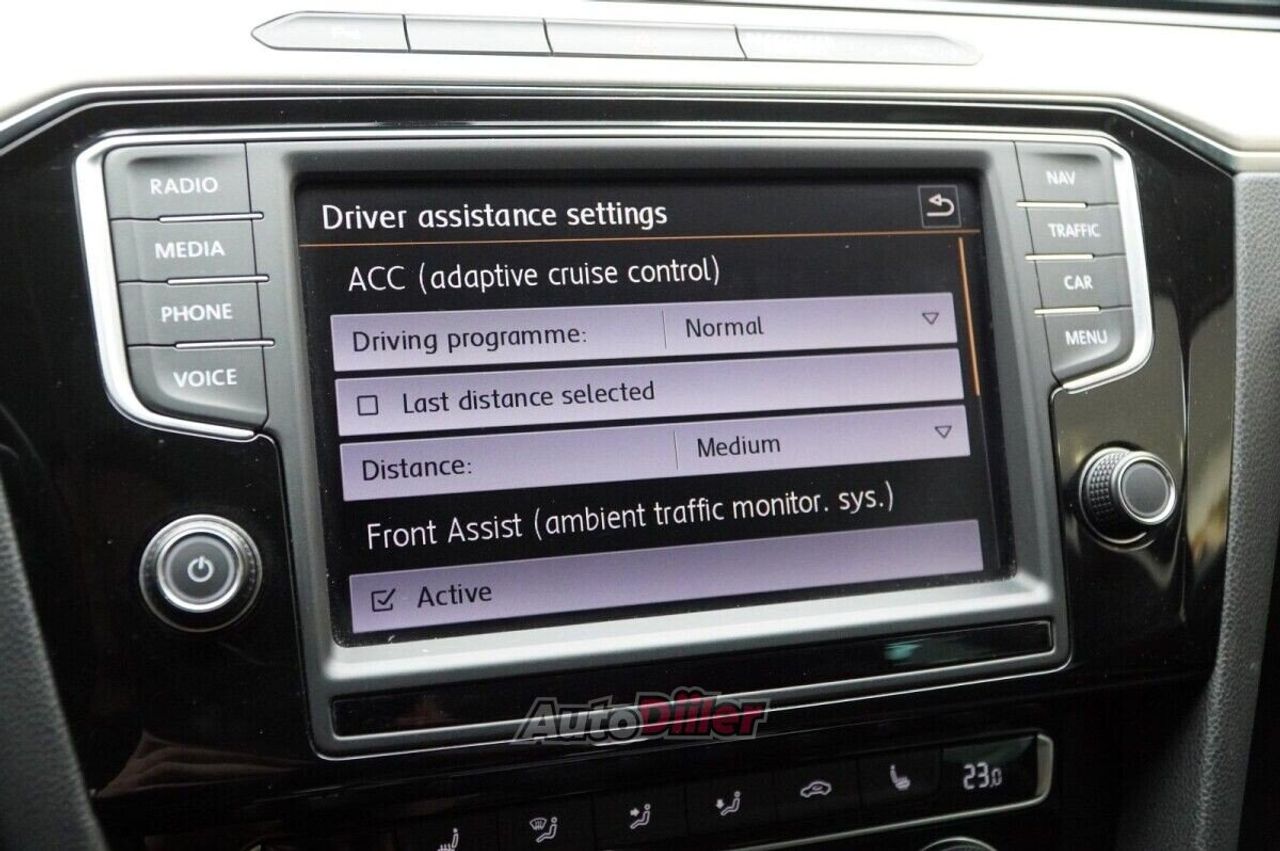 RADIO
MEDIA
PHONE
VOICE
Driver assistance settings
ACC (adaptive cruise control)
Driving programme: Normal
Last distance selected
Distance: Medium
Front Assist (ambient traffic monitor. sys.)
Active
NAV
TRAFFIC
CAR
MENU
AutoDiller
23.0